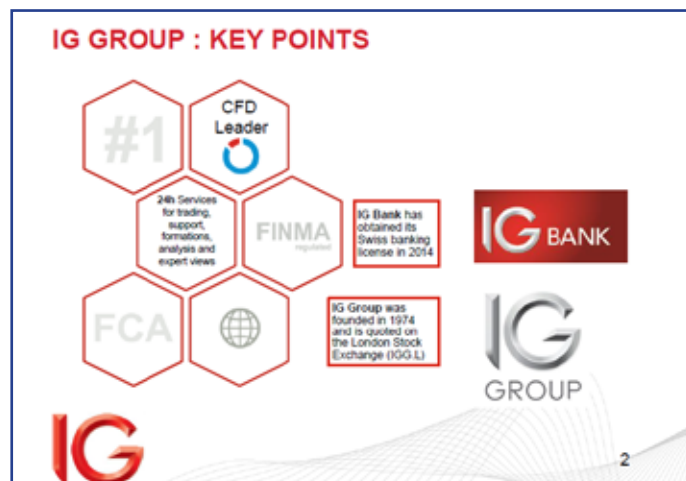 IG GROUP : KEY POINTS
#1
CFD
Leader
24h Services
for trading,
support,
formations,
analysis and
expert views
FINMA
regulated
IG Bank has
obtained its
Swiss banking
license in 2014
IG BANK
FCA
IG Group was
founded in 1974
and is quoted on
the London Stock
Exchange (IGG.L)
IG
GROUP
IG
2